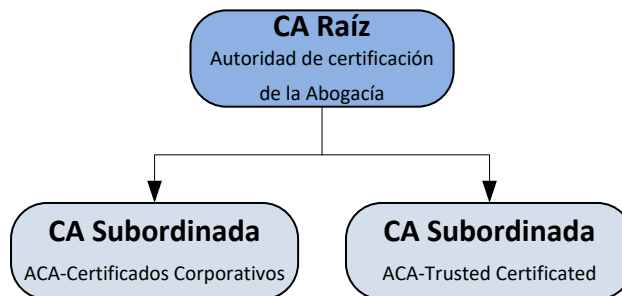 CA Raíz
Autoridad de certificación
de la Abogacía
CA Subordinada
ACA-Certificados Corporativos
CA Subordinada
ACA-Trusted Certificated